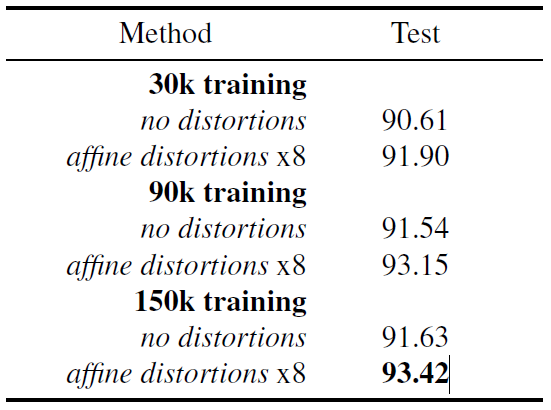 Method Test
30k training
no distortions 90.61
affine distortions x8 91.90
90k training
no distortions 91.54
affine distortions x8 93.15
150k training
no distortions 91.63
affine distortions x8 93.42